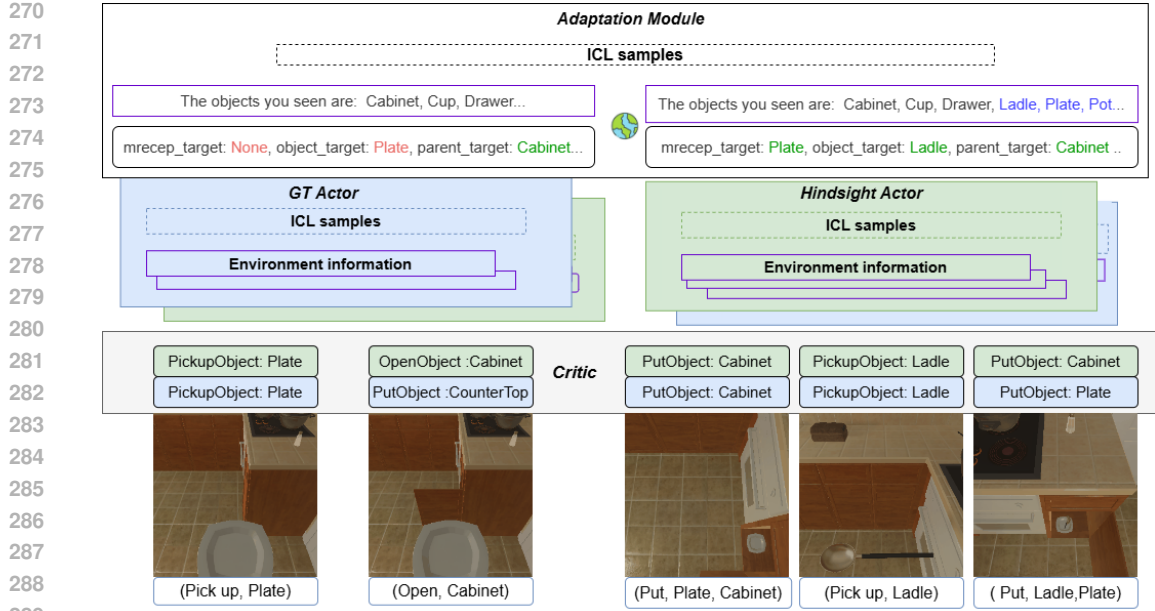 270
271
272
273
274
275
276
277
278
279
280
281
282
283
284
285
286
287
288
Adaptation Module
ICL samples
The objects you seen are: Cabinet, Cup, Drawer...
mrecep_target: None, object_target: Plate, parent_target: Cabinet...
The objects you seen are: Cabinet, Cup, Drawer, Ladle, Plate, Pot...
mrecep_target: Plate, object_target: Ladle, parent_target: Cabinet ..
GT Actor
ICL samples
Environment information
Hindsight Actor
ICL samples
Environment information
Critic
PickupObject: Plate
PickupObject: Plate
(Pick up, Plate)
OpenObject :Cabinet
PutObject :CounterTop
(Open, Cabinet)
PutObject: Cabinet
PutObject: Cabinet
(Put, Plate, Cabinet)
PickupObject: Ladle
PickupObject: Ladle
(Pick up, Ladle)
PutObject: Cabinet
PutObject: Plate
( Put, Ladle,Plate)